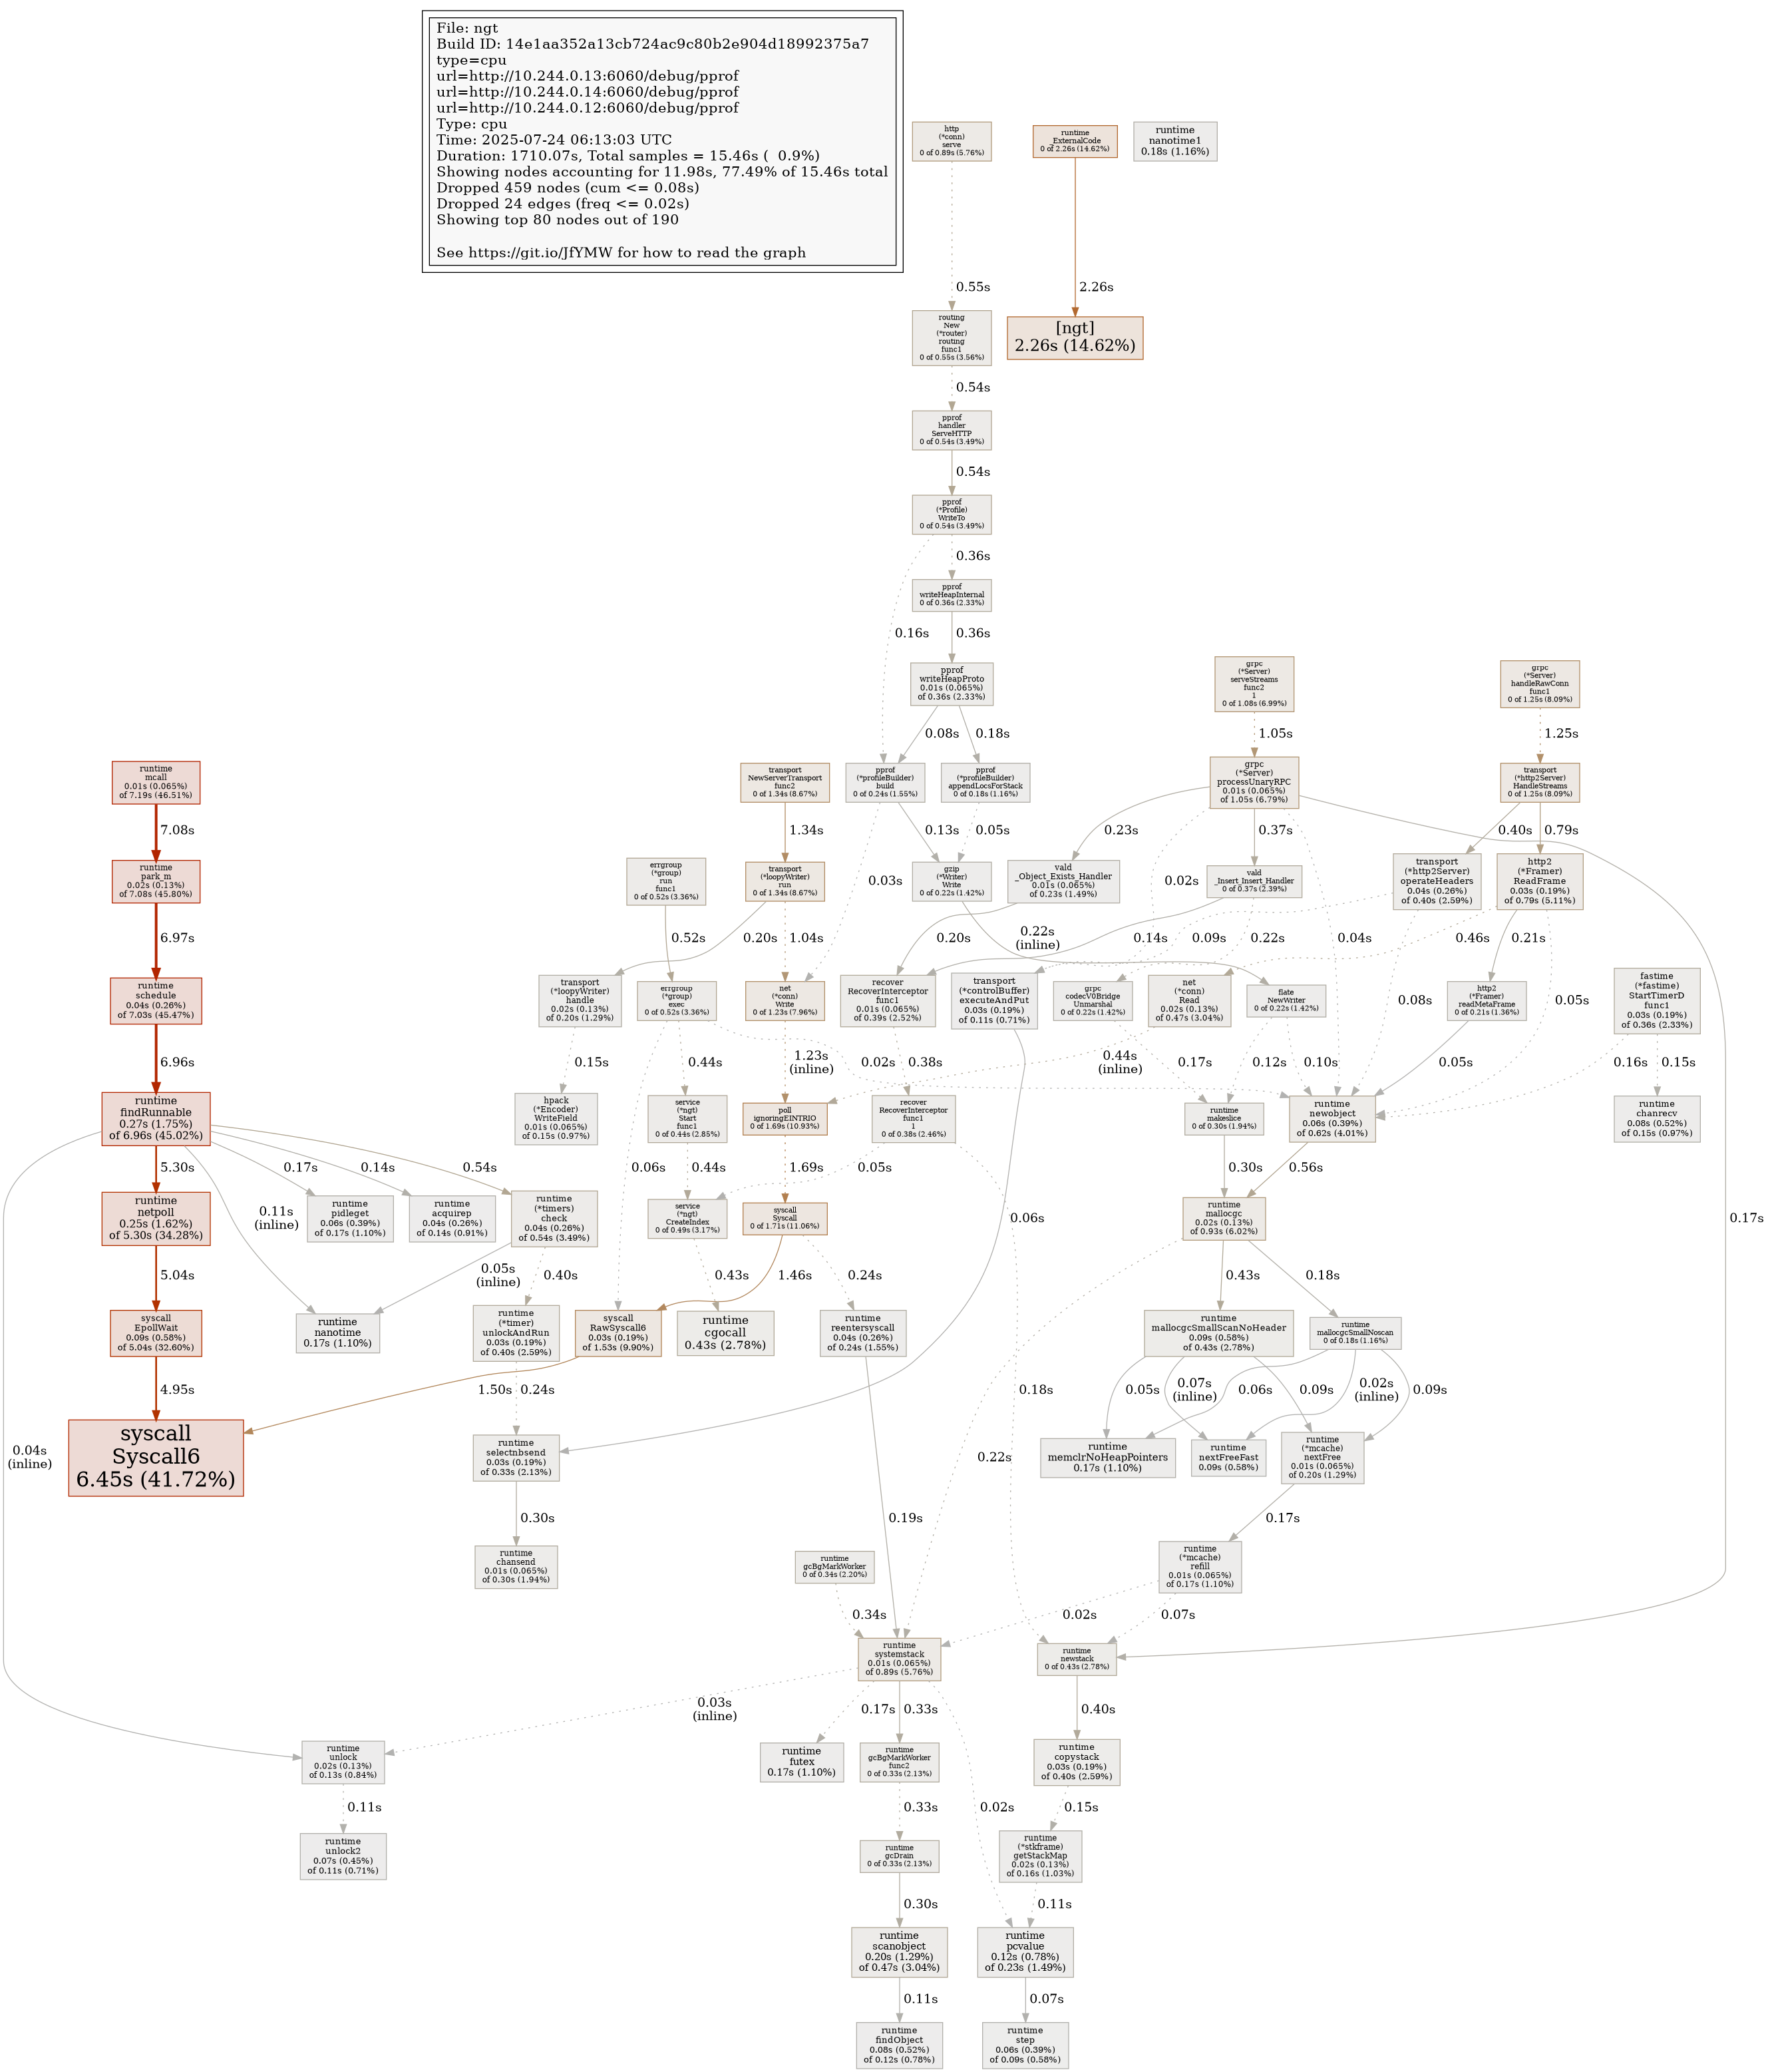 File: ngt
Build ID: 14e1aa352a13cb724ac9c80b2e904d18992375a7
type=cpu
url=http://10.244.0.13:6060/debug/pprof
url=http://10.244.0.14:6060/debug/pprof
url=http://10.244.0.12:6060/debug/pprof
Type: cpu
Time: 2025-07-24 06:13:03 UTC
Duration: 1710.07s, Total samples = 15.46s ( 0.9%)
Showing nodes accounting for 11.98s, 77.49% of 15.46s total
Dropped 459 nodes (cum <= 0.08s)
Dropped 24 edges (freq <= 0.02s)
Showing top 80 nodes out of 190
See https://git.io/JfYMW for how to read the graph
http
(*conn)
serve
0 of 0.89s (5.76%)
runtime
_ExternalCode
0 of 2.26s (14.62%)
runtime
nanotime1
0.18s (1.16%)
0.55s
2.26s
routing
New
(*router)
routing
func1
0 of 0.55s (3.56%)
[ngt]
2.26s (14.62%)
0.54s
pprof
handler
ServeHTTP
0 of 0.54s (3.49%)
0.54s
pprof
(*Profile)
WriteTo
0 of 0.54s (3.49%)
0.36s
pprof
writeHeapInternal
0 of 0.36s (2.33%)
0.16s
0.36s
pprof
writeHeapProto
0.01s (0.065%)
of 0.36s (2.33%)
grpc
(*Server)
serveStreams
func2
1
0 of 1.08s (6.99%)
grpc
(*Server)
handleRawConn
func1
0 of 1.25s (8.09%)
0.08s
0.18s
1.05s
1.25s
runtime
mcall
0.01s (0.065%)
of 7.19s (46.51%)
transport
NewServerTransport
func2
0 of 1.34s (8.67%)
pprof
(*profileBuilder)
build
0 of 0.24s (1.55%)
pprof
(*profileBuilder)
appendLocsForStack
0 of 0.18s (1.16%)
grpc
(*Server)
processUnaryRPC
0.01s (0.065%)
of 1.05s (6.79%)
transport
(*http2Server)
HandleStreams
0 of 1.25s (8.09%)
7.08s
1.34s
0.13s
0.05s
0.23s
0.37s
0.40s
0.79s
runtime
park_m
0.02s (0.13%)
of 7.08s (45.80%)
errgroup
(*group)
run
func1
0 of 0.52s (3.36%)
transport
(*loopyWriter)
run
0 of 1.34s (8.67%)
0.03s
gzip
(*Writer)
Write
0 of 0.22s (1.42%)
vald
_Object_Exists_Handler
0.01s (0.065%)
of 0.23s (1.49%)
0.02s
vald
_Insert_Insert_Handler
0 of 0.37s (2.39%)
transport
(*http2Server)
operateHeaders
0.04s (0.26%)
of 0.40s (2.59%)
http2
(*Framer)
ReadFrame
0.03s (0.19%)
of 0.79s (5.11%)
6.97s
0.52s
0.20s
1.04s
0.22s
(inline)
0.20s
0.14s
0.09s
0.22s
0.04s
0.46s
0.21s
runtime
schedule
0.04s (0.26%)
of 7.03s (45.47%)
transport
(*loopyWriter)
handle
0.02s (0.13%)
of 0.20s (1.29%)
errgroup
(*group)
exec
0 of 0.52s (3.36%)
net
(*conn)
Write
0 of 1.23s (7.96%)
recover
RecoverInterceptor
func1
0.01s (0.065%)
of 0.39s (2.52%)
transport
(*controlBuffer)
executeAndPut
0.03s (0.19%)
of 0.11s (0.71%)
grpc
codecV0Bridge
Unmarshal
0 of 0.22s (1.42%)
net
(*conn)
Read
0.02s (0.13%)
of 0.47s (3.04%)
flate
NewWriter
0 of 0.22s (1.42%)
0.08s
http2
(*Framer)
readMetaFrame
0 of 0.21s (1.36%)
0.05s
fastime
(*fastime)
StartTimerD
func1
0.03s (0.19%)
of 0.36s (2.33%)
6.96s
0.15s
0.44s
1.23s
(inline)
0.02s
0.38s
0.44s
(inline)
0.17s
0.12s
0.10s
0.05s
0.16s
0.15s
runtime
findRunnable
0.27s (1.75%)
of 6.96s (45.02%)
hpack
(*Encoder)
WriteField
0.01s (0.065%)
of 0.15s (0.97%)
service
(*ngt)
Start
func1
0 of 0.44s (2.85%)
poll
ignoringEINTRIO
0 of 1.69s (10.93%)
recover
RecoverInterceptor
func1
1
0 of 0.38s (2.46%)
runtime
makeslice
0 of 0.30s (1.94%)
runtime
newobject
0.06s (0.39%)
of 0.62s (4.01%)
runtime
chanrecv
0.08s (0.52%)
of 0.15s (0.97%)
5.30s
0.11s
(inline)
0.17s
0.14s
0.54s
0.06s
0.44s
1.69s
0.05s
0.30s
0.56s
runtime
netpoll
0.25s (1.62%)
of 5.30s (34.28%)
runtime
pidleget
0.06s (0.39%)
of 0.17s (1.10%)
runtime
acquirep
0.04s (0.26%)
of 0.14s (0.91%)
runtime
(*timers)
check
0.04s (0.26%)
of 0.54s (3.49%)
service
(*ngt)
CreateIndex
0 of 0.49s (3.17%)
syscall
Syscall
0 of 1.71s (11.06%)
0.06s
runtime
mallocgc
0.02s (0.13%)
of 0.93s (6.02%)
0.17s
5.04s
0.05s
(inline)
0.40s
0.43s
1.46s
0.24s
0.43s
0.18s
syscall
EpollWait
0.09s (0.58%)
of 5.04s (32.60%)
runtime
nanotime
0.17s (1.10%)
runtime
(*timer)
unlockAndRun
0.03s (0.19%)
of 0.40s (2.59%)
syscall
RawSyscall6
0.03s (0.19%)
of 1.53s (9.90%)
runtime
cgocall
0.43s (2.78%)
runtime
reentersyscall
0.04s (0.26%)
of 0.24s (1.55%)
runtime
mallocgcSmallScanNoHeader
0.09s (0.58%)
of 0.43s (2.78%)
runtime
mallocgcSmallNoscan
0 of 0.18s (1.16%)
4.95s
1.50s
0.24s
0.18s
0.05s
0.07s
(inline)
0.06s
0.09s
0.02s
(inline)
0.09s
0.04s
(inline)
syscall
Syscall6
6.45s (41.72%)
runtime
selectnbsend
0.03s (0.19%)
of 0.33s (2.13%)
0.22s
runtime
memclrNoHeapPointers
0.17s (1.10%)
runtime
nextFreeFast
0.09s (0.58%)
runtime
(*mcache)
nextFree
0.01s (0.065%)
of 0.20s (1.29%)
0.30s
0.19s
0.17s
runtime
chansend
0.01s (0.065%)
of 0.30s (1.94%)
runtime
gcBgMarkWorker
0 of 0.34s (2.20%)
runtime
(*mcache)
refill
0.01s (0.065%)
of 0.17s (1.10%)
0.34s
0.02s
0.07s
runtime
systemstack
0.01s (0.065%)
of 0.89s (5.76%)
runtime
newstack
0 of 0.43s (2.78%)
0.03s
(inline)
0.17s
0.33s
0.40s
runtime
unlock
0.02s (0.13%)
of 0.13s (0.84%)
runtime
futex
0.17s (1.10%)
runtime
gcBgMarkWorker
func2
0 of 0.33s (2.13%)
runtime
copystack
0.03s (0.19%)
of 0.40s (2.59%)
0.11s
0.33s
0.02s
0.15s
runtime
unlock2
0.07s (0.45%)
of 0.11s (0.71%)
runtime
gcDrain
0 of 0.33s (2.13%)
runtime
(*stkframe)
getStackMap
0.02s (0.13%)
of 0.16s (1.03%)
0.30s
0.11s
runtime
scanobject
0.20s (1.29%)
of 0.47s (3.04%)
runtime
pcvalue
0.12s (0.78%)
of 0.23s (1.49%)
0.11s
0.07s
runtime
findObject
0.08s (0.52%)
of 0.12s (0.78%)
runtime
step
0.06s (0.39%)
of 0.09s (0.58%)